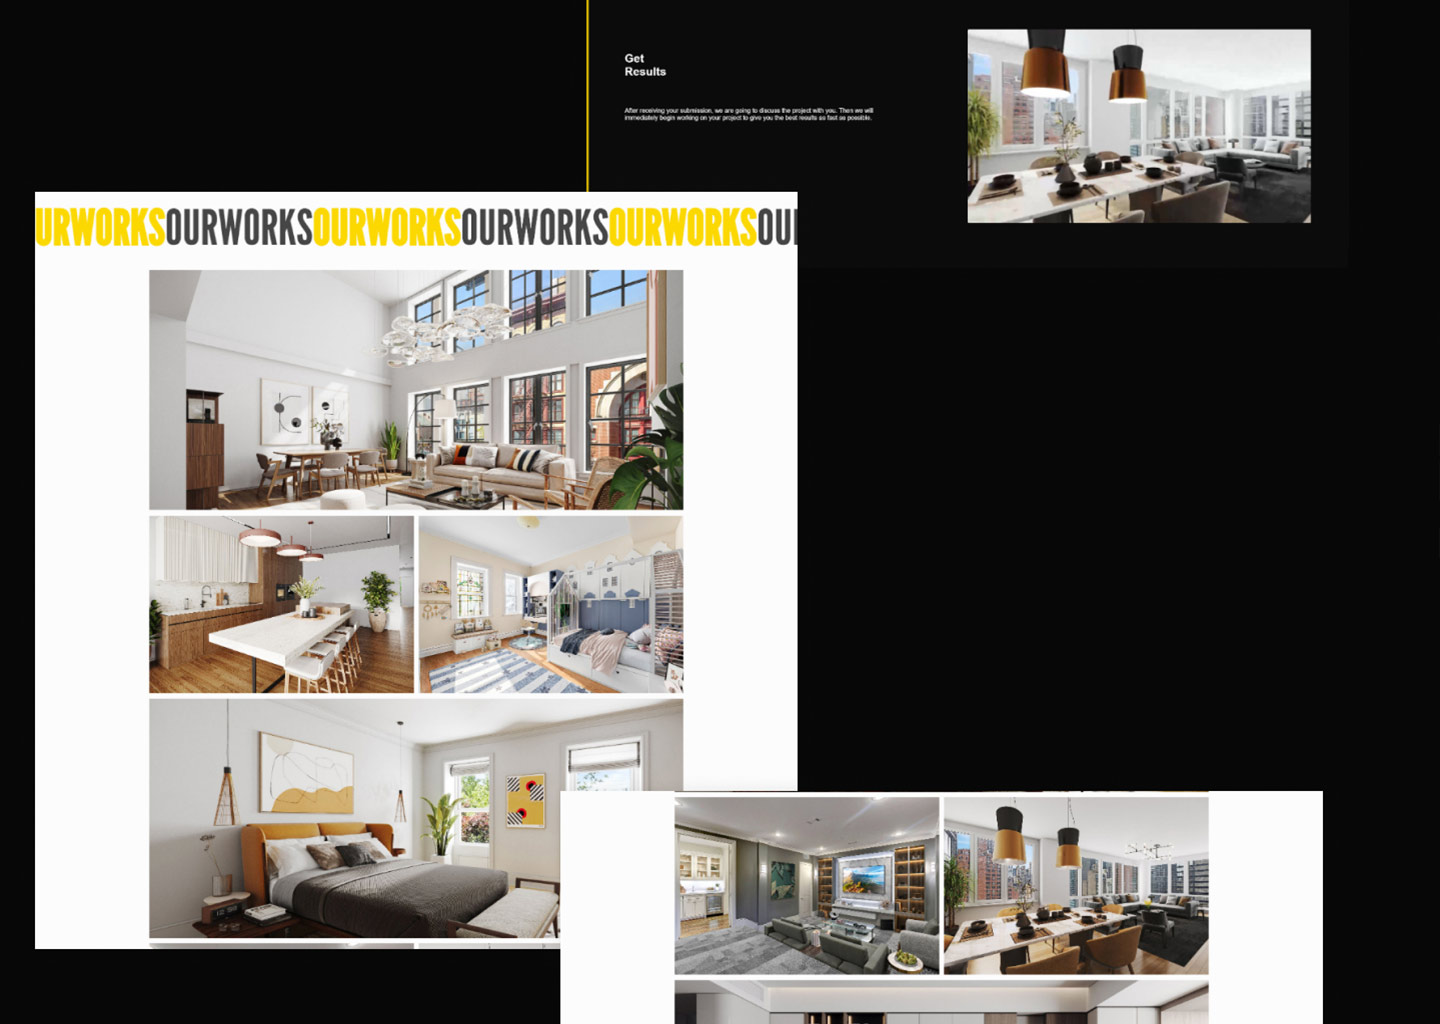 Get
Results
After receiving your submission, we are going to discuss the project with you. Then we will
immediately begin working on your project to give you the best results as fast as possible.
URWORKSOURWORKSOURWORKSOURWORKSOURWORKSOU